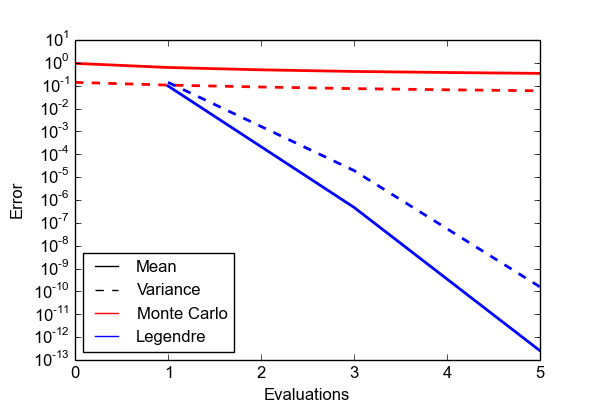 10^1
10^0
10^-1
10^-2
10^-3
10^-4
10^-5
10^-6
10^-7
10^-8
10^-9
10^-10
10^-11
10^-12
10^-13
Error
Mean
Variance
Monte Carlo
Legendre
0 1 2 3 4 5
Evaluations